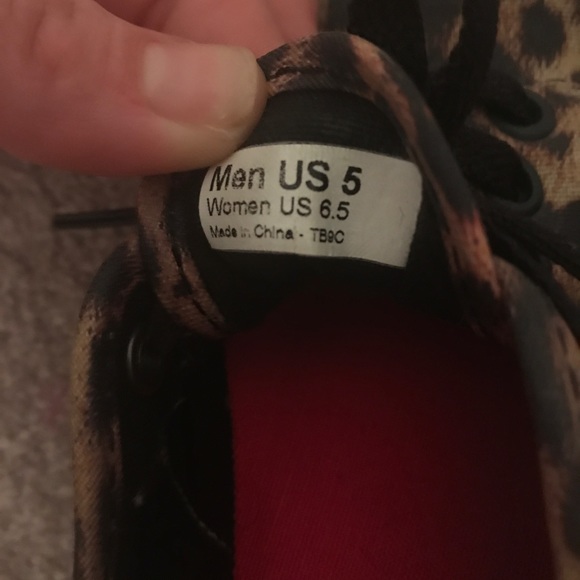 Men US 5
Women US 6.5
Made in China - TB9C